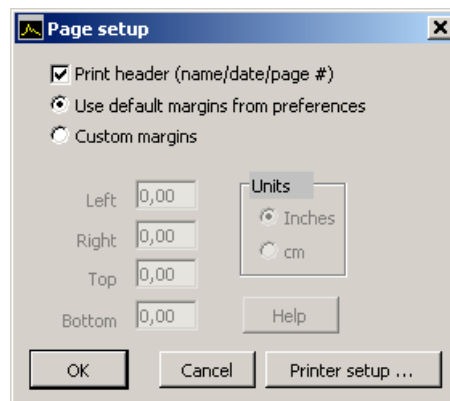 Page setup
Print header (name/date/page #)
Use default margins from preferences
Custom margins
Left 0,00
Right 0,00
Top 0,00
Bottom 0,00
Units
Inches
cm
Help
OK Cancel Printer setup ...